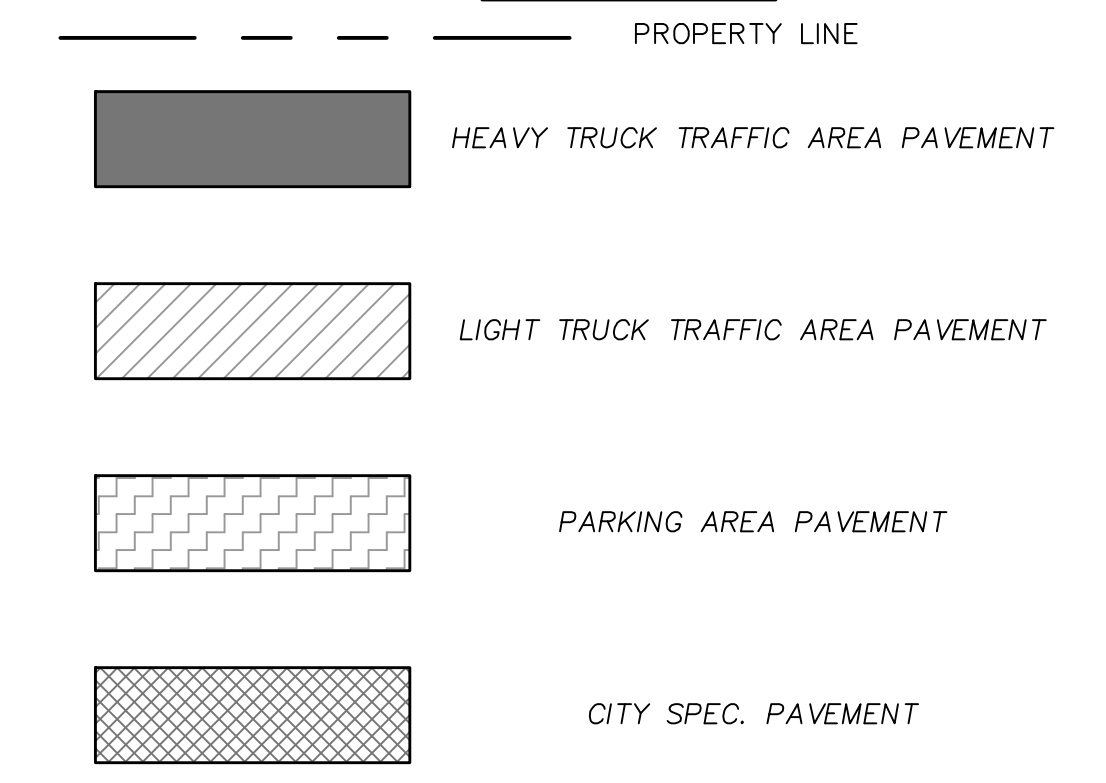 PROPERTY LINE
HEAVY TRUCK TRAFFIC AREA PAVEMENT
LIGHT TRUCK TRAFFIC AREA PAVEMENT
PARKING AREA PAVEMENT
CITY SPEC. PAVEMENT